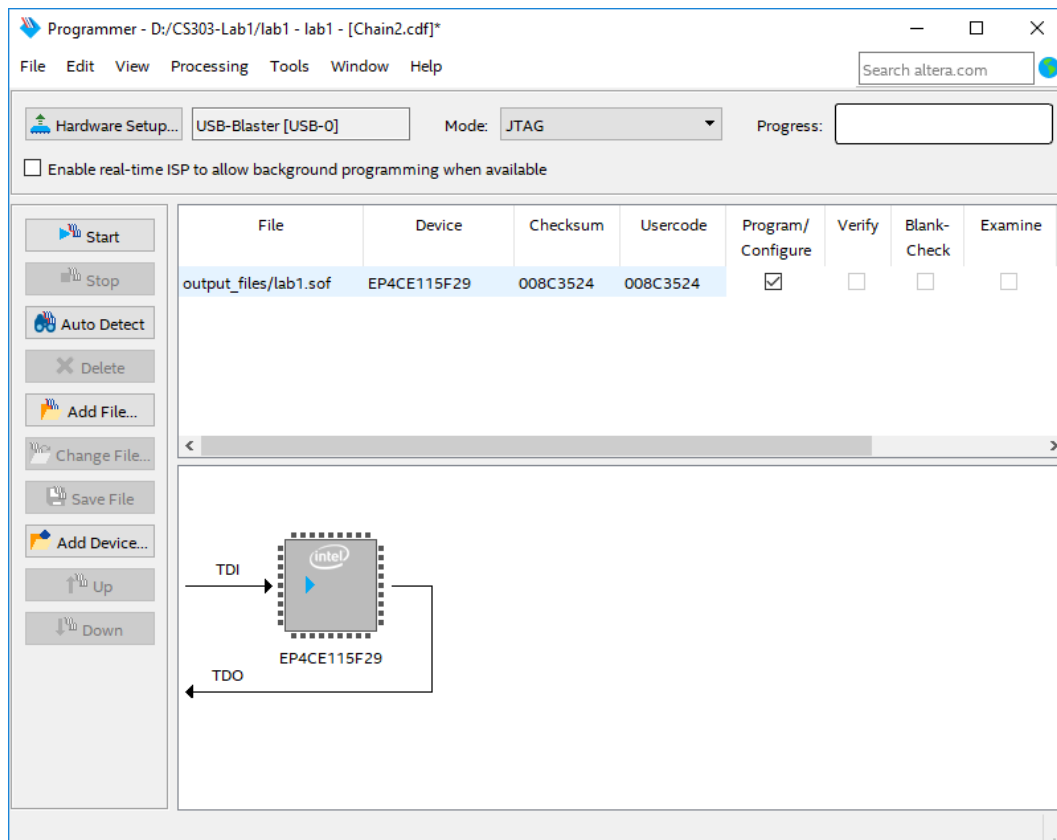 Programmer - D:/CS303-Lab1/lab1 - lab1 - [Chain2.cdf]*
File Edit View Processing Tools Window Help
Search altera.com
Hardware Setup... USB-Blaster [USB-0] Mode: JTAG Progress:
Enable real-time ISP to allow background programming when available
Start
Stop
Auto Detect
Delete
Add File...
Change File...
Save File
Add Device...
Up
Down
File Device Checksum Usercode Program/ Verify Blank- Examine
Configure Check
output_files/lab1.sof EP4CE115F29 008C3524 008C3524
intel
TDI
EP4CE115F29
TDO